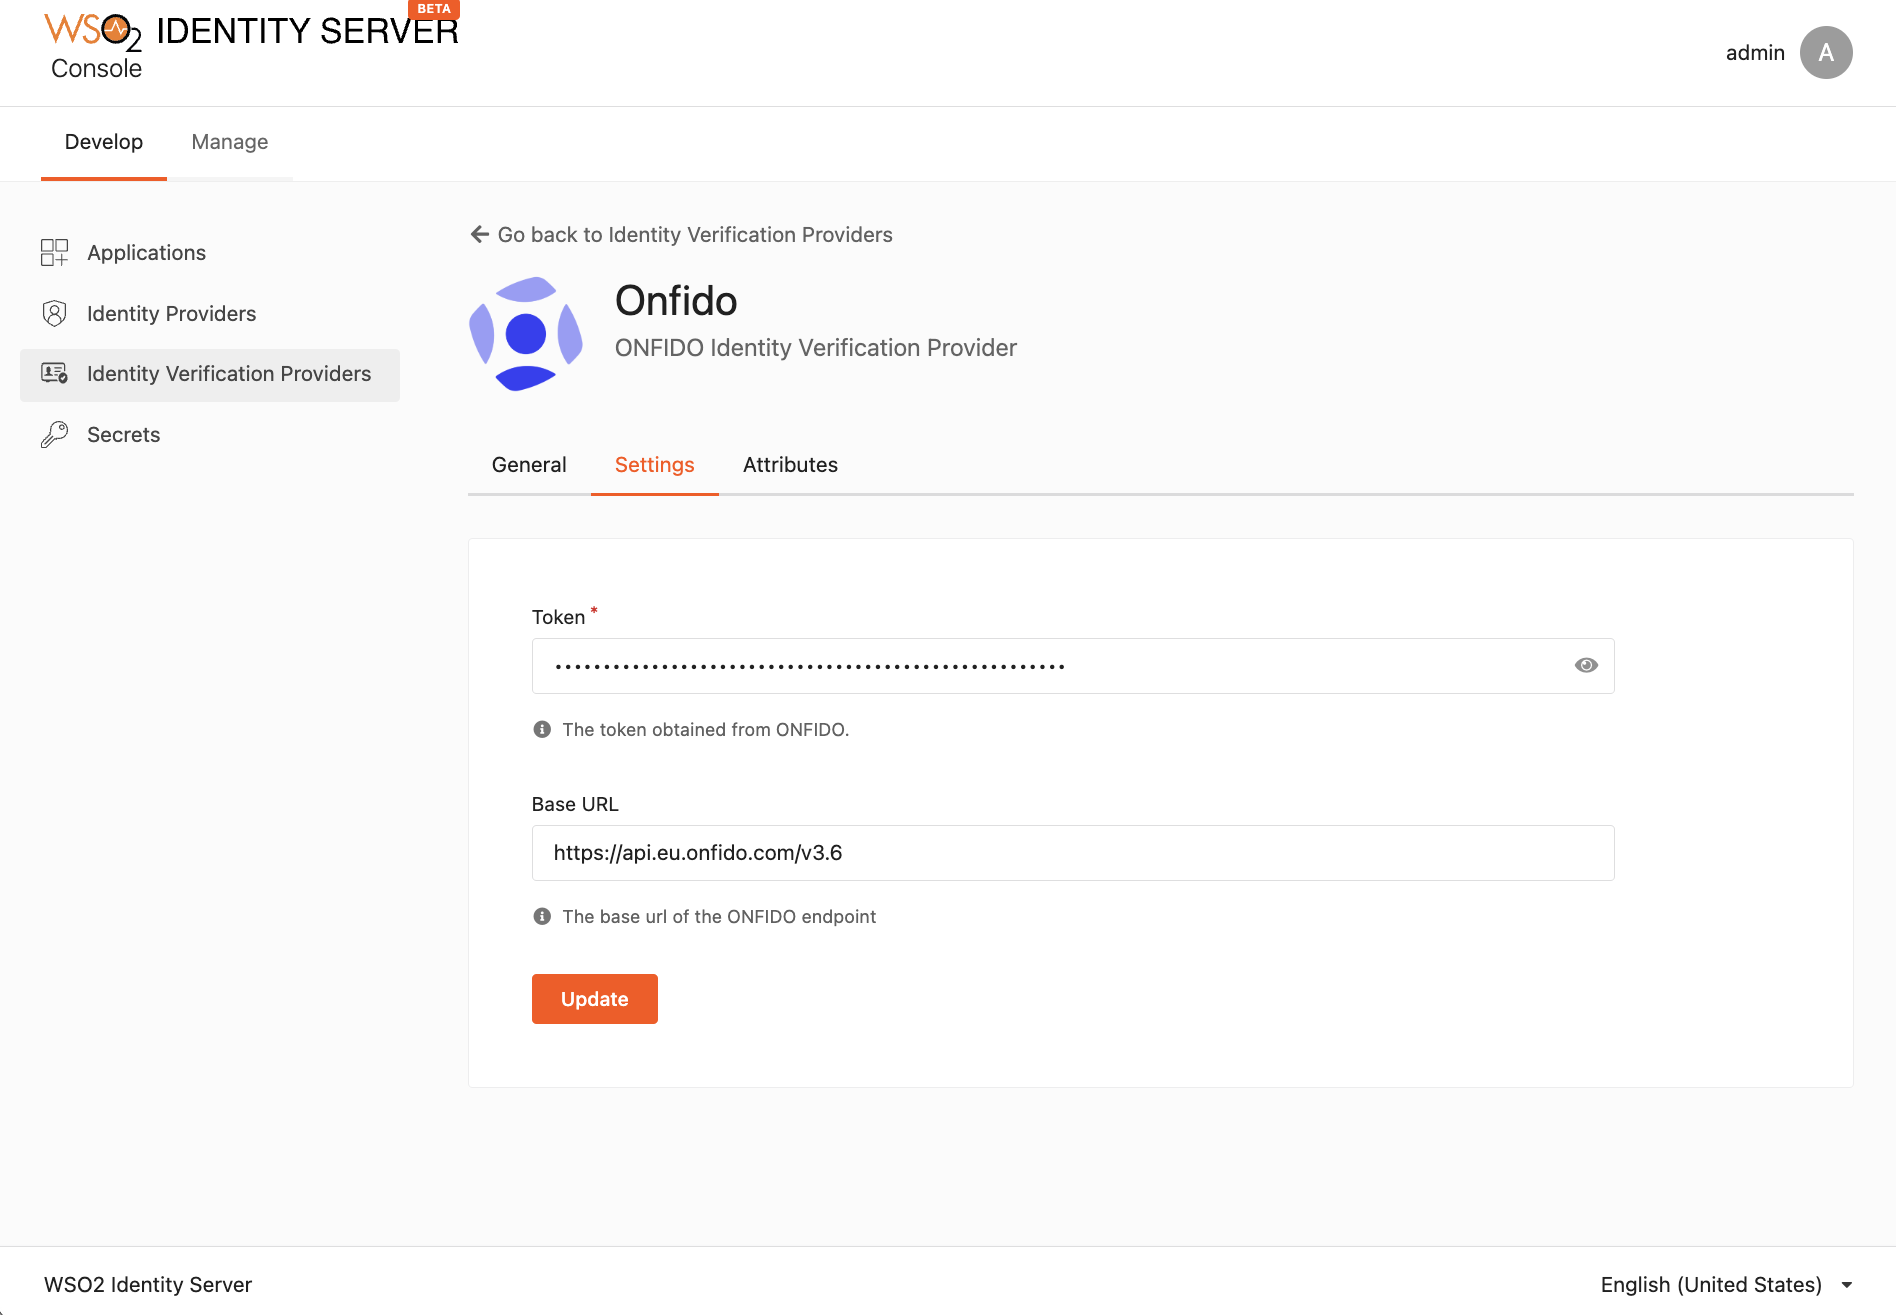 BETA
WSO2 IDENTITY SERVER
Console
admin
A
Develop
Manage
Applications
Identity Providers
Identity Verification Providers
Secrets
Go back to Identity Verification Providers
Onfido
ONFIDO Identity Verification Provider
General
Settings
Attributes
Token *
•••••••••••••••••••••••••••••••••••••••••••••••••••••
The token obtained from ONFIDO.
Base URL
https://api.eu.onfido.com/v3.6
The base url of the ONFIDO endpoint
Update
WSO2 Identity Server
English (United States)